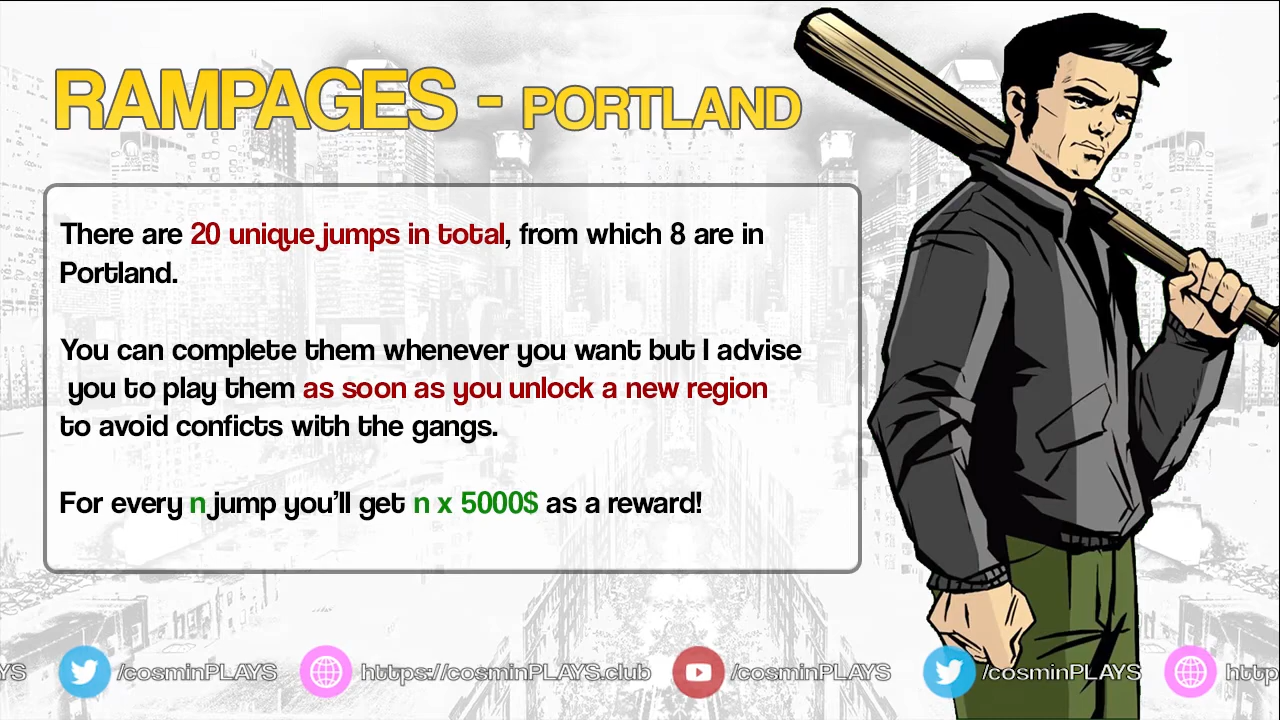 RAMPAGES - PORTLAND
There are 20 unique jumps in total, from which 8 are in
Portland.
You can complete them whenever you want but I advise
you to play them as soon as you unlock a new region
to avoid conficts with the gangs.
For every n jump you'll get n x 5000$ as a reward!
YS /cosminPLAYS https://cosminPLAYS.club /cosminPLAYS /cosminPLAYS http